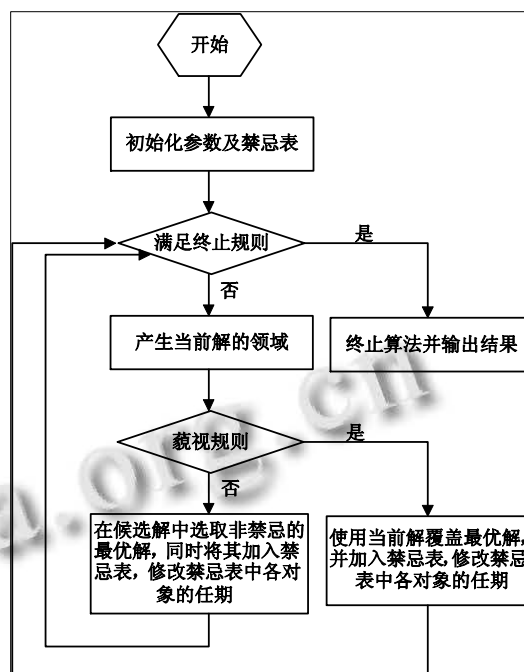 开始
初始化参数及禁忌表
满足终止规则
是
否
产生当前解的领域
终止算法并输出结果
藐视规则
是
否
在候选解中选取非禁忌的
最优解，同时将其加入禁
忌表，修改禁忌表中各对
象的任期
使用当前解覆盖最优解，
并加入禁忌表，修改禁忌
表中各对象的任期
a.org.cn